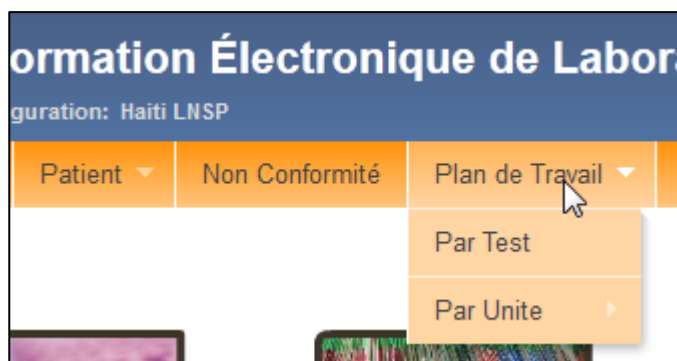 ormation Électronique de Labor
guration: Haiti LNSP
Patient Non Conformité Plan de Travail
Par Test
Par Unite